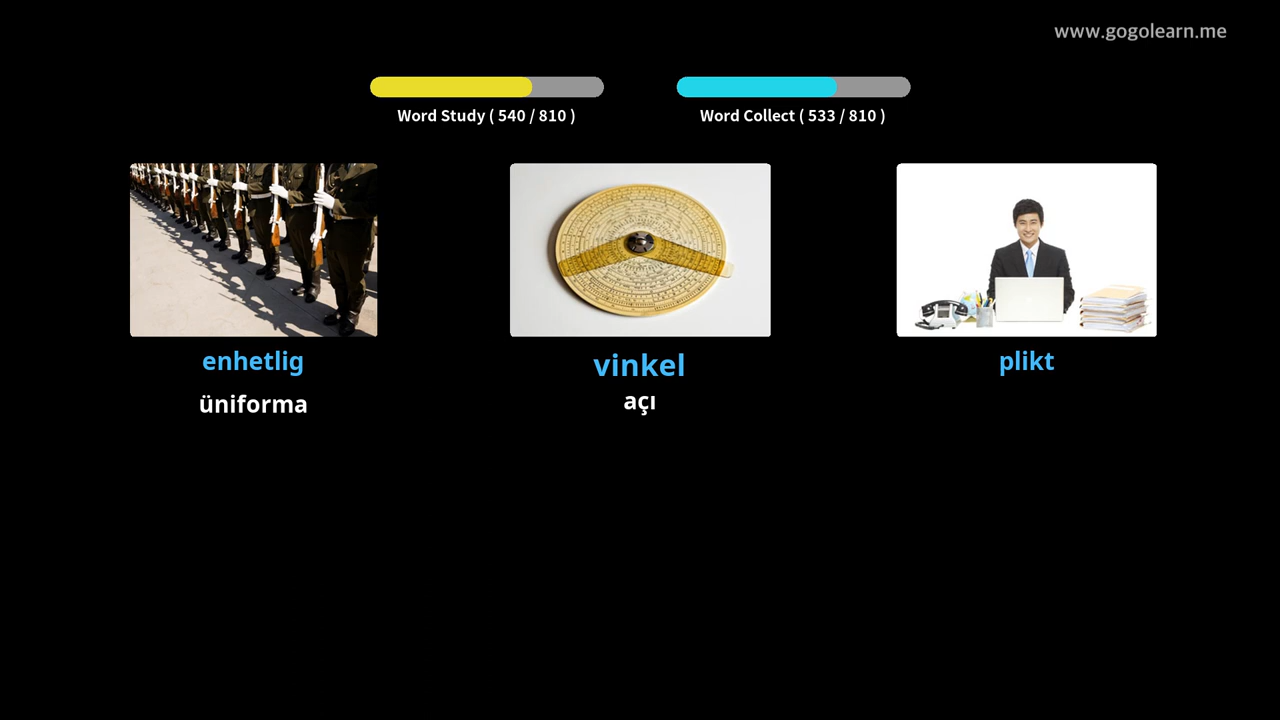 www.gogolearn.me
Word Study ( 540 / 810 )
Word Collect ( 533 / 810 )
enhetlig
üniforma
vinkel
açı
plikt